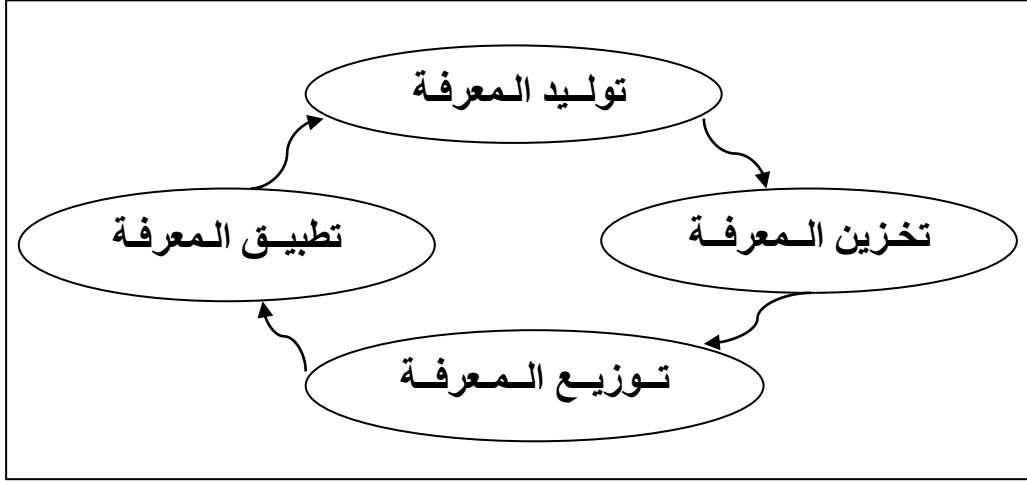 توليد المعرفة
تخزين المعرفة
تطبيق المعرفة
توزيع المعرفة